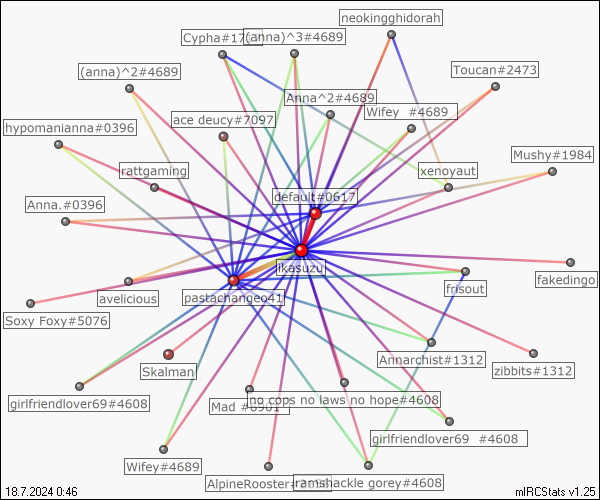 neokingghidorah
Cypha#17
(anna)^3#4689
(anna)^2#4689
Toucan#2473
Anna^2#4689
Wifey #4689
ace deucy#7097
hypomanianna#0396
Mushy#1984
rattgaming
xenoyaut
default#0617
Anna.#0396
ikasuzu
fakedingo
frisout
avelicious
pastachangeo41
Soxy Foxy#5076
Annarchist#1312
zibbits#1312
Skalman
girlfriendlover69#4608
Mad
no cops no laws no hope#4608
girlfriendlover69 #4608
Wifey#4689
AlpineRooster
ramshackle gorey#4608
18.7.2024 0:46
mIRCStats v1.25